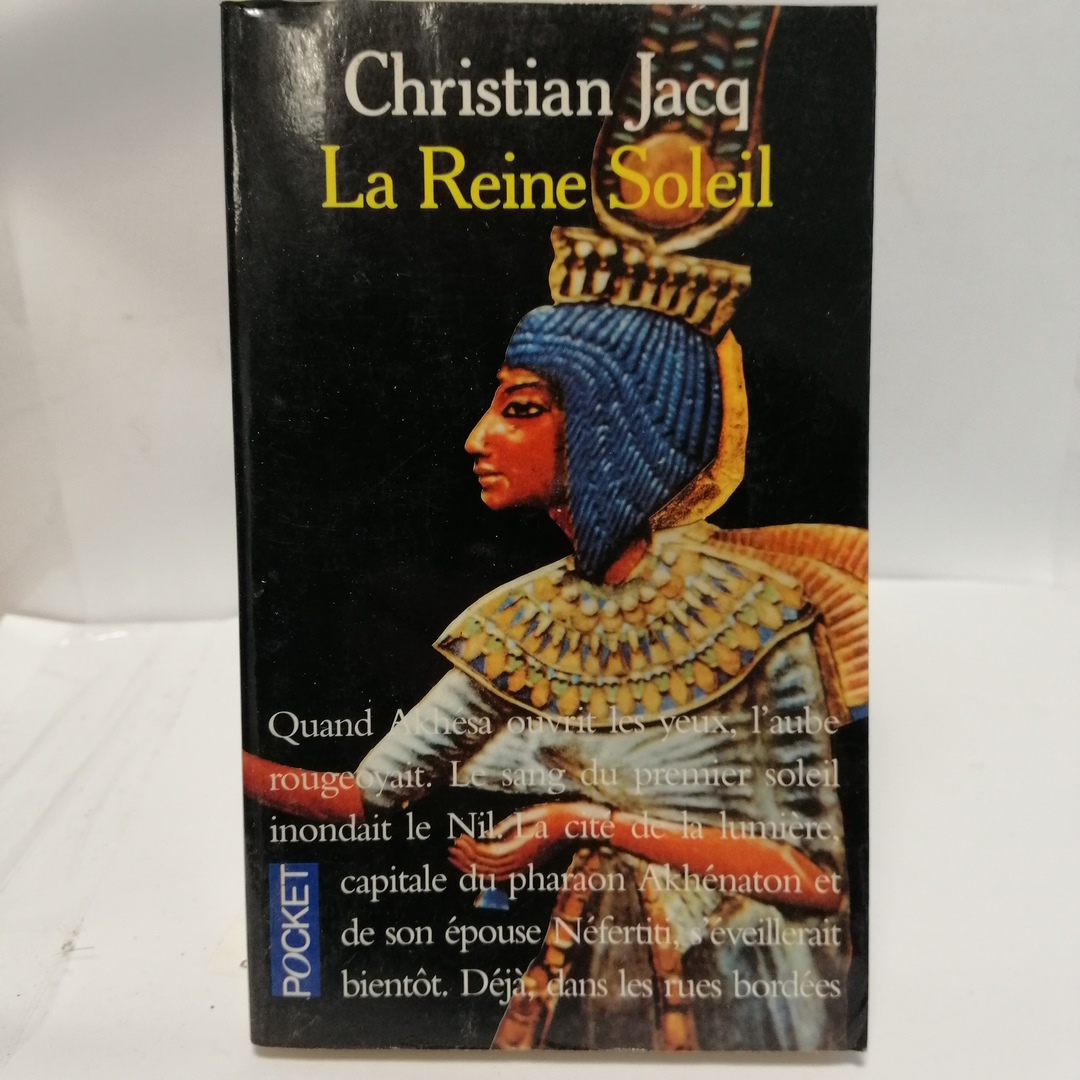 Christian Jacq
La Reine Soleil
Quand Akhésa ouvrit les yeux, l'aube
rougeoyait. Le sang du premier soleil
inondait le Nil. La cité de la lumière,
capitale du pharaon Akhénaton et
de son épouse Néfertiti, s'éveillerait
bientôt. Déjà, dans les rues bordées
POCKET